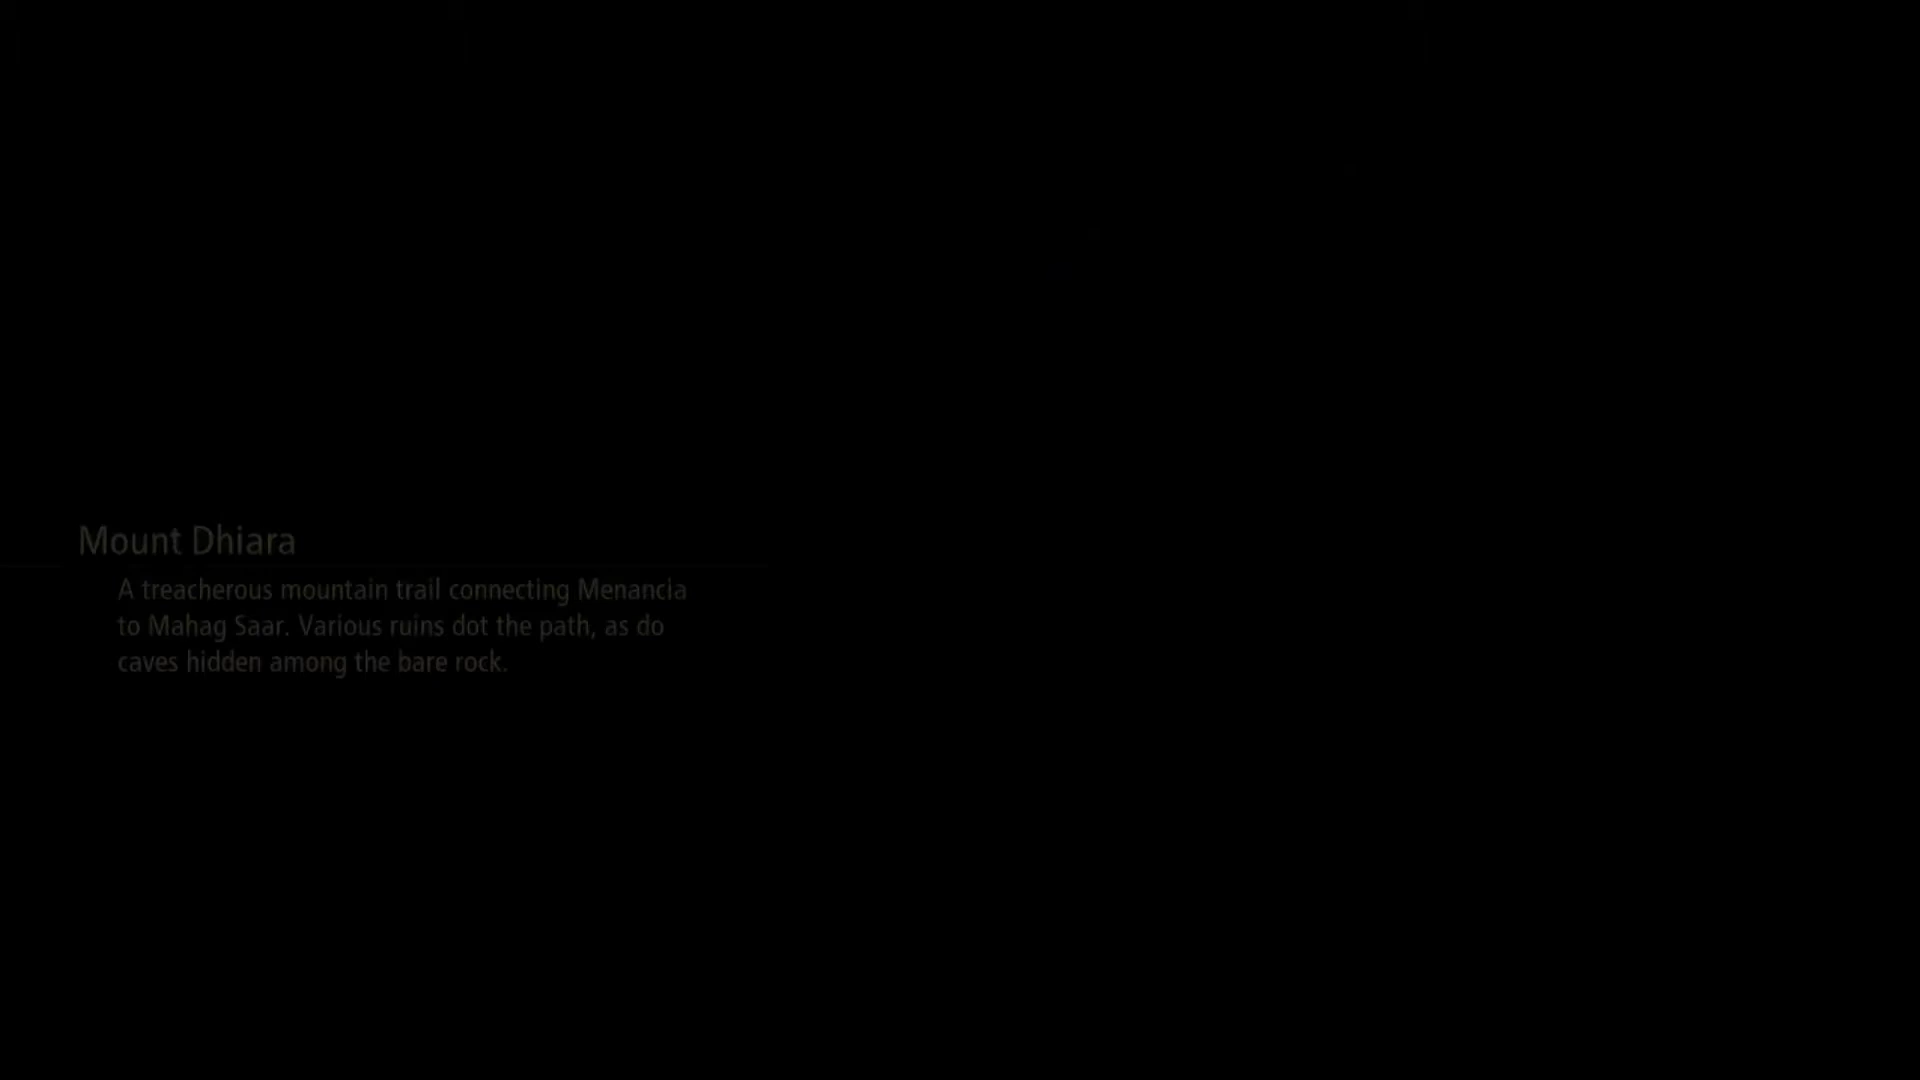 Mount Dhiara
A treacherous mountain trail connecting Menancia
to Mahag Saar. Various ruins dot the path, as do
caves hidden among the bare rock.